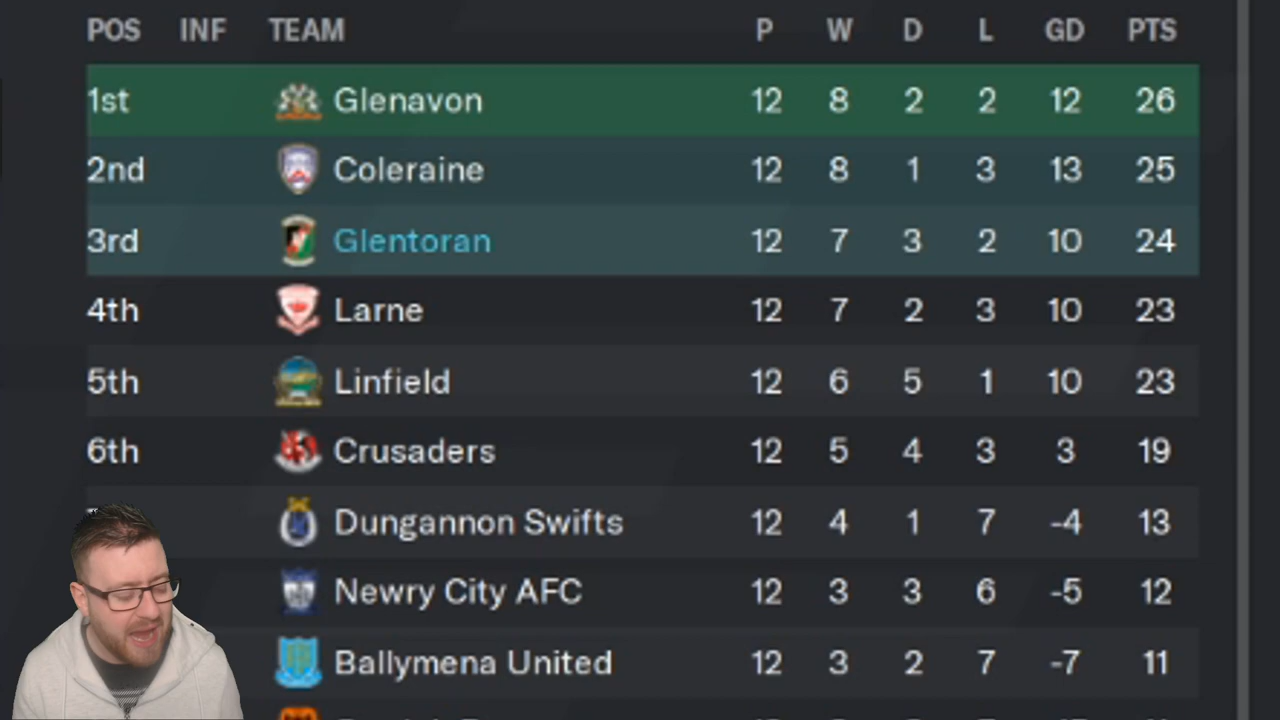 POS INF TEAM P W D L GD PTS
1st Glenavon 12 8 2 2 12 26
2nd Coleraine 12 8 1 3 13 25
3rd Glentoran 12 7 3 2 10 24
4th Larne 12 7 2 3 10 23
5th Linfield 12 6 5 1 10 23
6th Crusaders 12 5 4 3 3 19
Dungannon Swifts 12 4 1 7 -4 13
Newry City AFC 12 3 3 6 -5 12
Ballymena United 12 3 2 7 -7 11